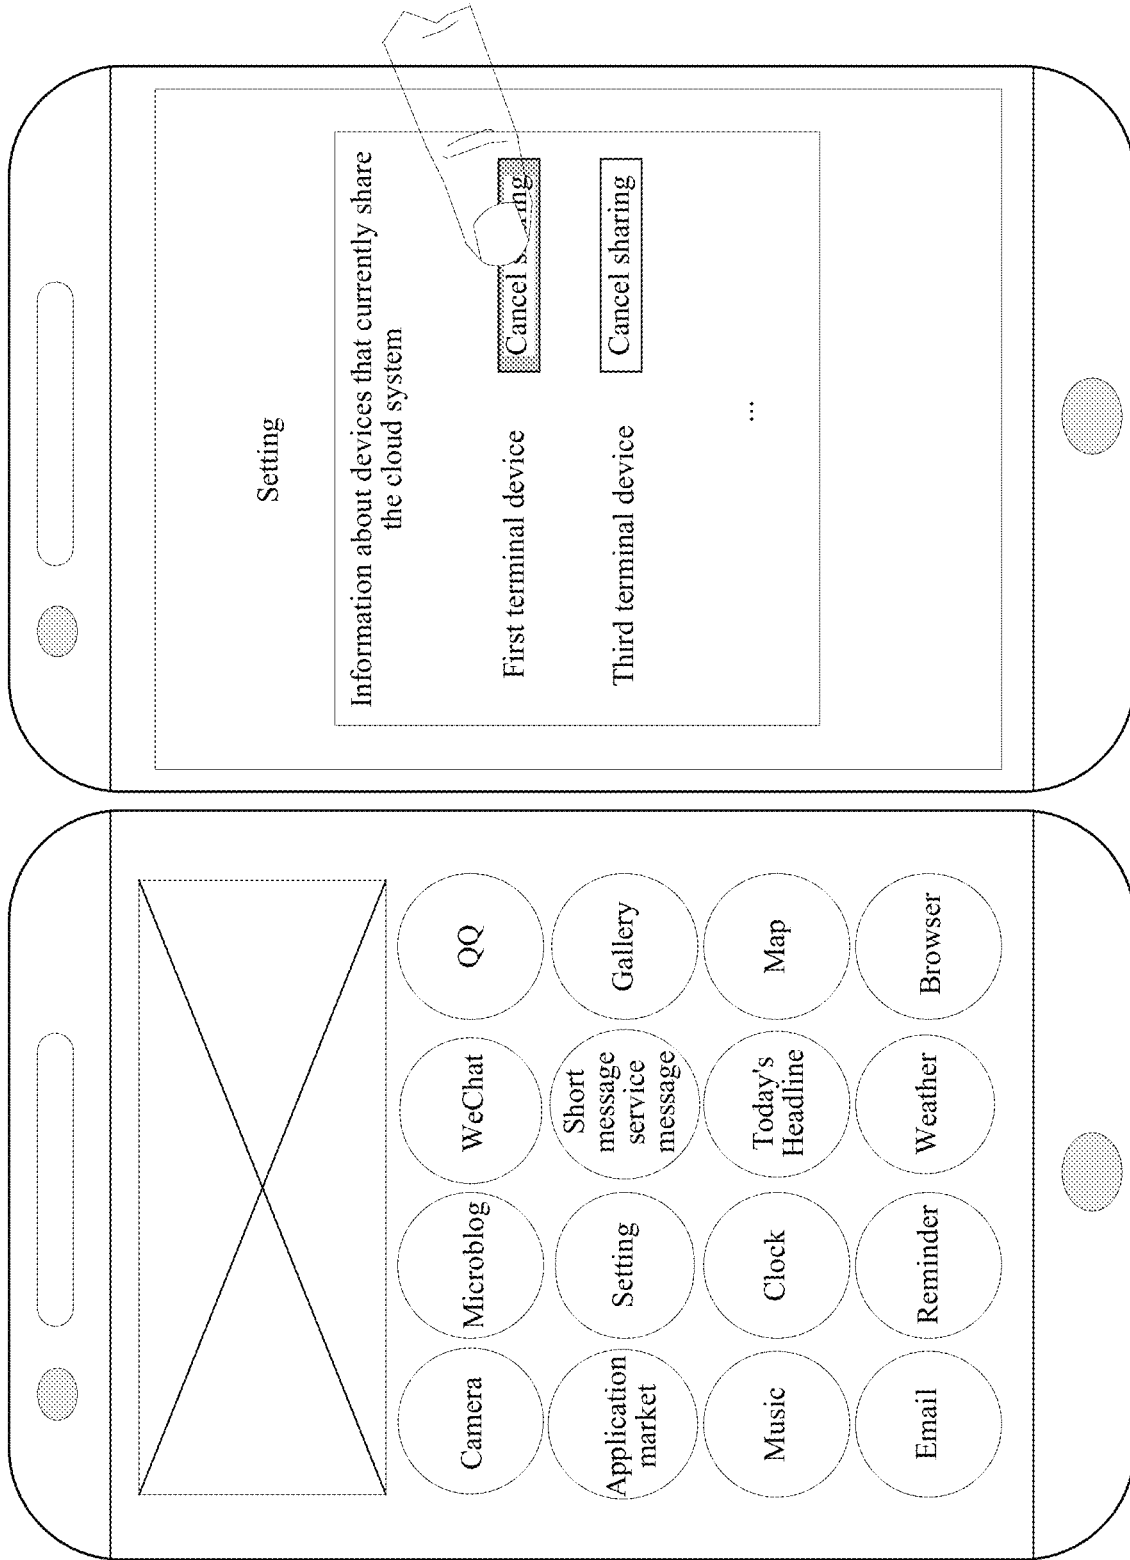 Camera
Microblog
WeChat
QQ
Application
market
Setting
Short
message
service
message
Gallery
Music
Clock
Today's
Headline
Map
Email
Reminder
Weather
Browser
Setting
Information about devices that currently share
the cloud system
First terminal device
Cancel sharing
Third terminal device
Cancel sharing
...